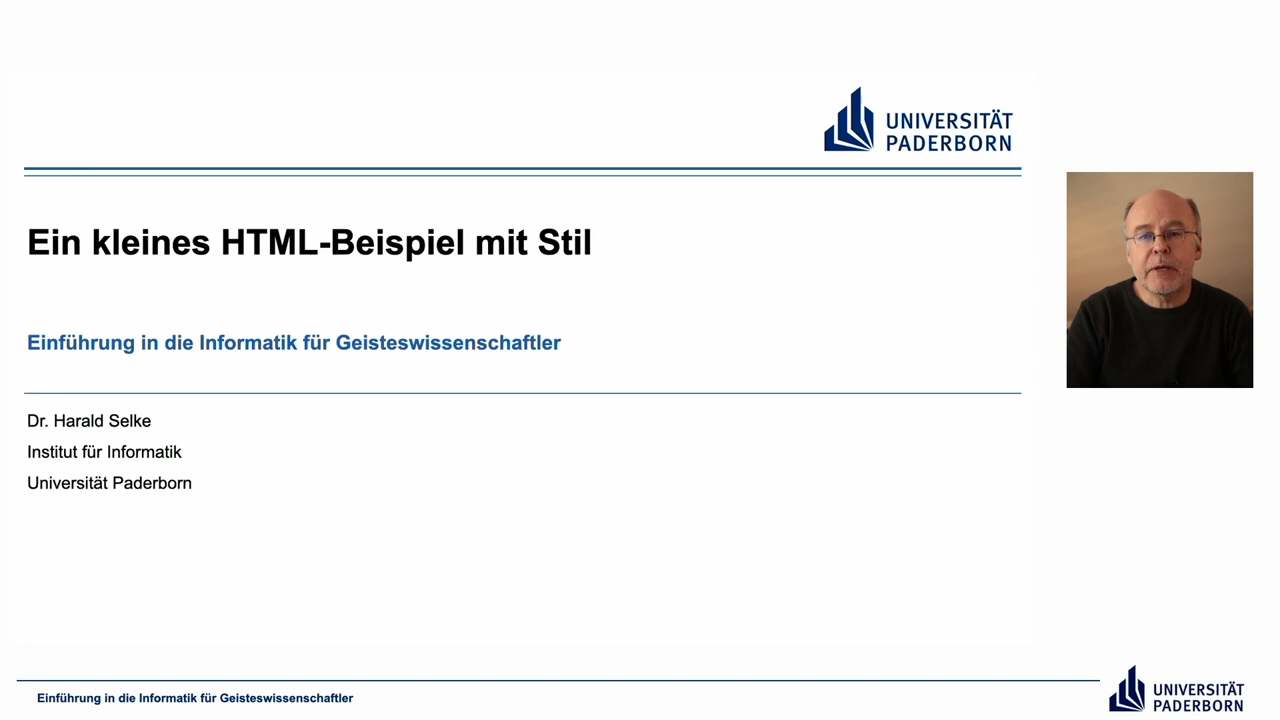 UNIVERSITÄT
PADERBORN
Ein kleines HTML-Beispiel mit Stil
Einführung in die Informatik für Geisteswissenschaftler
Dr. Harald Selke
Institut für Informatik
Universität Paderborn
Einführung in die Informatik für Geisteswissenschaftler
UNIVERSITÄT
PADERBORN